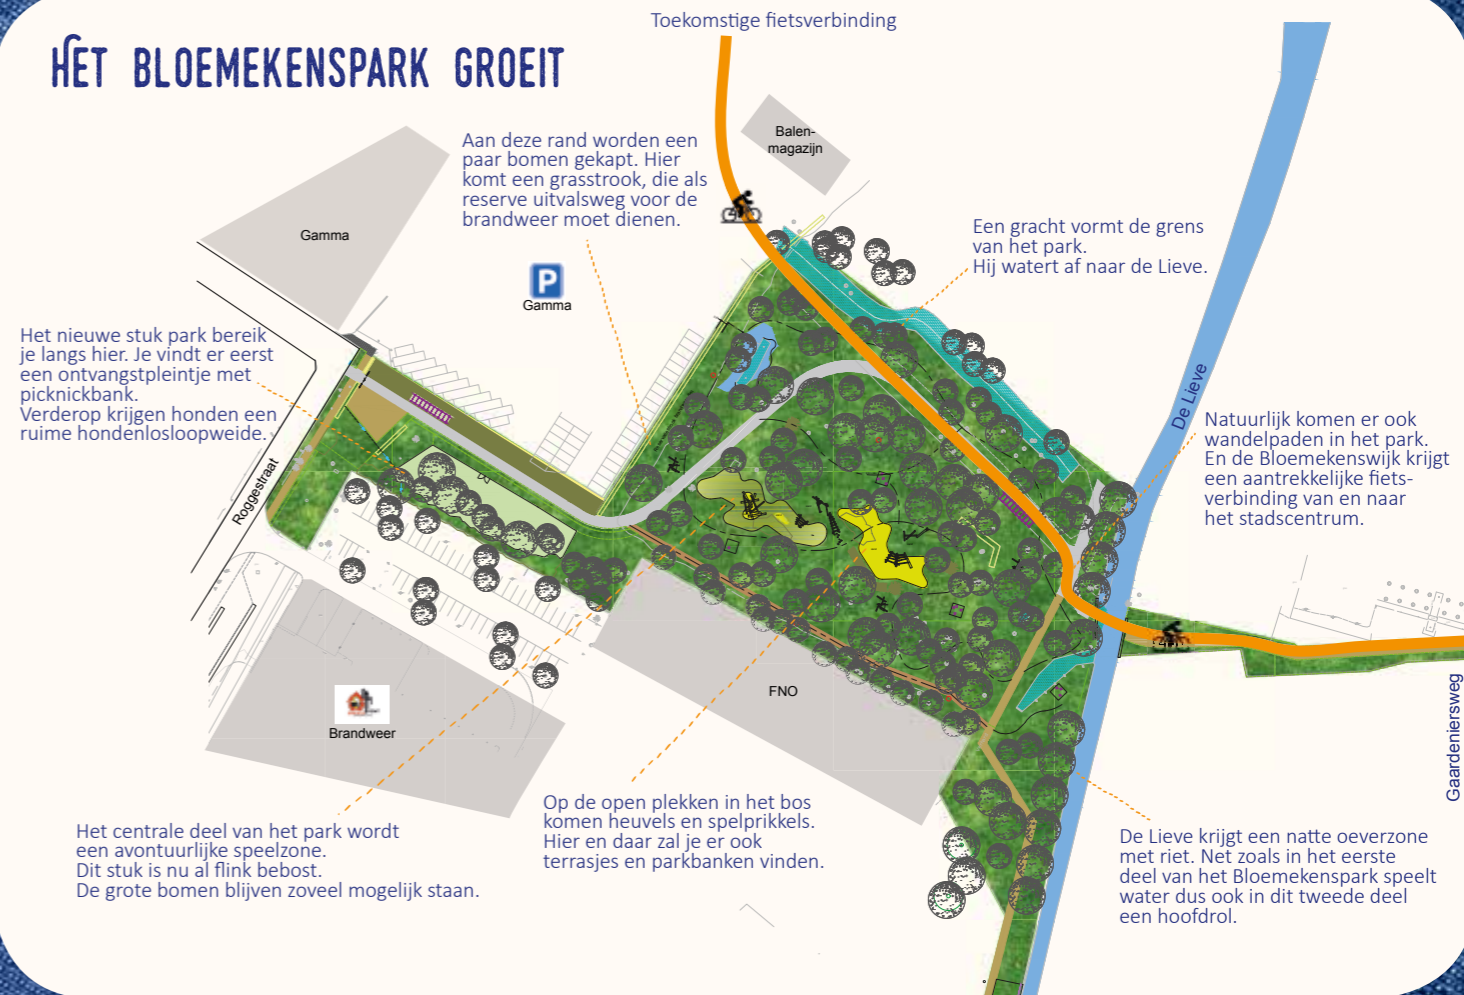 Toekomstige fietsverbinding
HET BLOEMEKENSPARK GROEIT
Balen-
magazijn
Aan deze rand worden een
paar bomen gekapt. Hier
komt een grasstrook, die als
reserve uitvalsweg voor de
brandweer moet dienen.
Gamma
Een gracht vormt de grens
van het park.
Hij watert af naar de Lieve.
P
Gamma
Het nieuwe stuk park bereik
je langs hier. Je vindt er eerst
een ontvangstpleintje met
picknickbank.
Verderop krijgen honden een
ruime hondenlosloopweide.
De Lieve
Natuurlijk komen er ook
wandelpaden in het park.
En de Bloemekenswijk krijgt
een aantrekkelijke fiets-
verbinding van en naar
het stadscentrum.
Roggestraat
FNO
Brandweer
Gaardeniersweg
Het centrale deel van het park wordt
een avontuurlijke speelzone.
Dit stuk is nu al flink bebost.
De grote bomen blijven zoveel mogelijk staan.
Op de open plekken in het bos
komen heuvels en spelprikkels.
Hier en daar zal je er ook
terrasjes en parkbanken vinden.
De Lieve krijgt een natte oeverzone
met riet. Net zoals in het eerste
deel van het Bloemekenspark speelt
water dus ook in dit tweede deel
een hoofdrol.